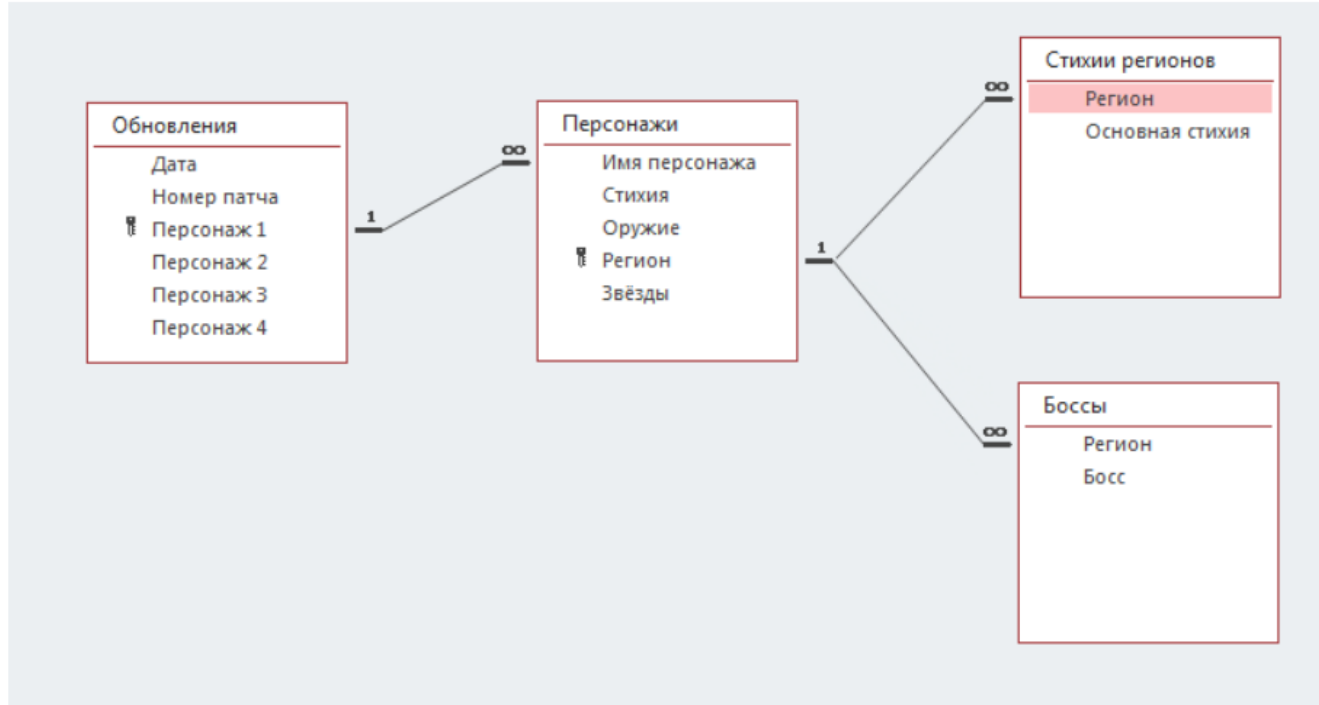 Обновления
Дата
Номер патча
Персонаж 1
Персонаж 2
Персонаж 3
Персонаж 4
1
∞
Персонажи
Имя персонажа
Стихия
Оружие
Регион
Звёзды
1
∞
Стихии регионов
Регион
Основная стихия
∞
Боссы
Регион
Босс